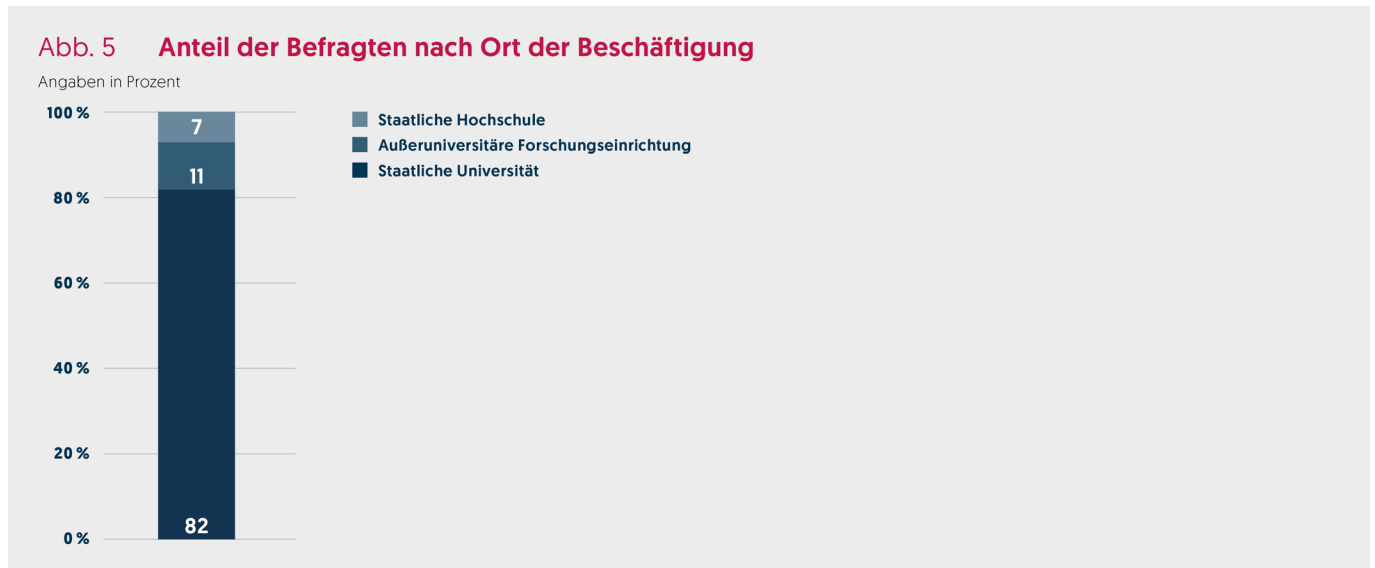 Abb. 5 Anteil der Befragten nach Ort der Beschäftigung
Angaben in Prozent
100 %
80 %
60 %
40 %
20 %
0 %
7
11
82
Staatliche Hochschule
Außeruniversitäre Forschungseinrichtung
Staatliche Universität